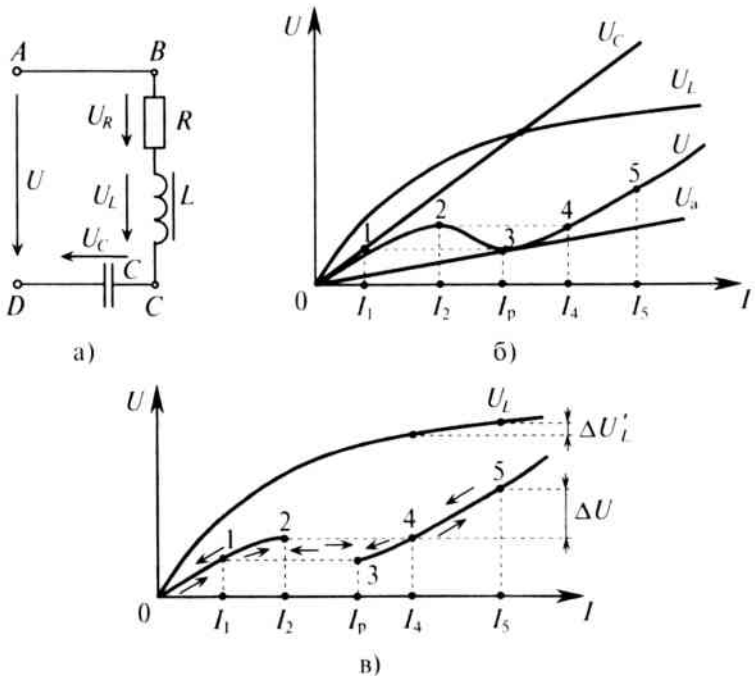 A B
U
U_R R
U_L L
U_C
C
D C
а)
U
U_C
U_L
U
U_a
1 2 3 4 5
0 I_1 I_2 I_p I_4 I_5 I
б)
U
U_L
ΔU'_L
1 2 3 4 5
ΔU
0 I_1 I_2 I_p I_4 I_5 I
в)